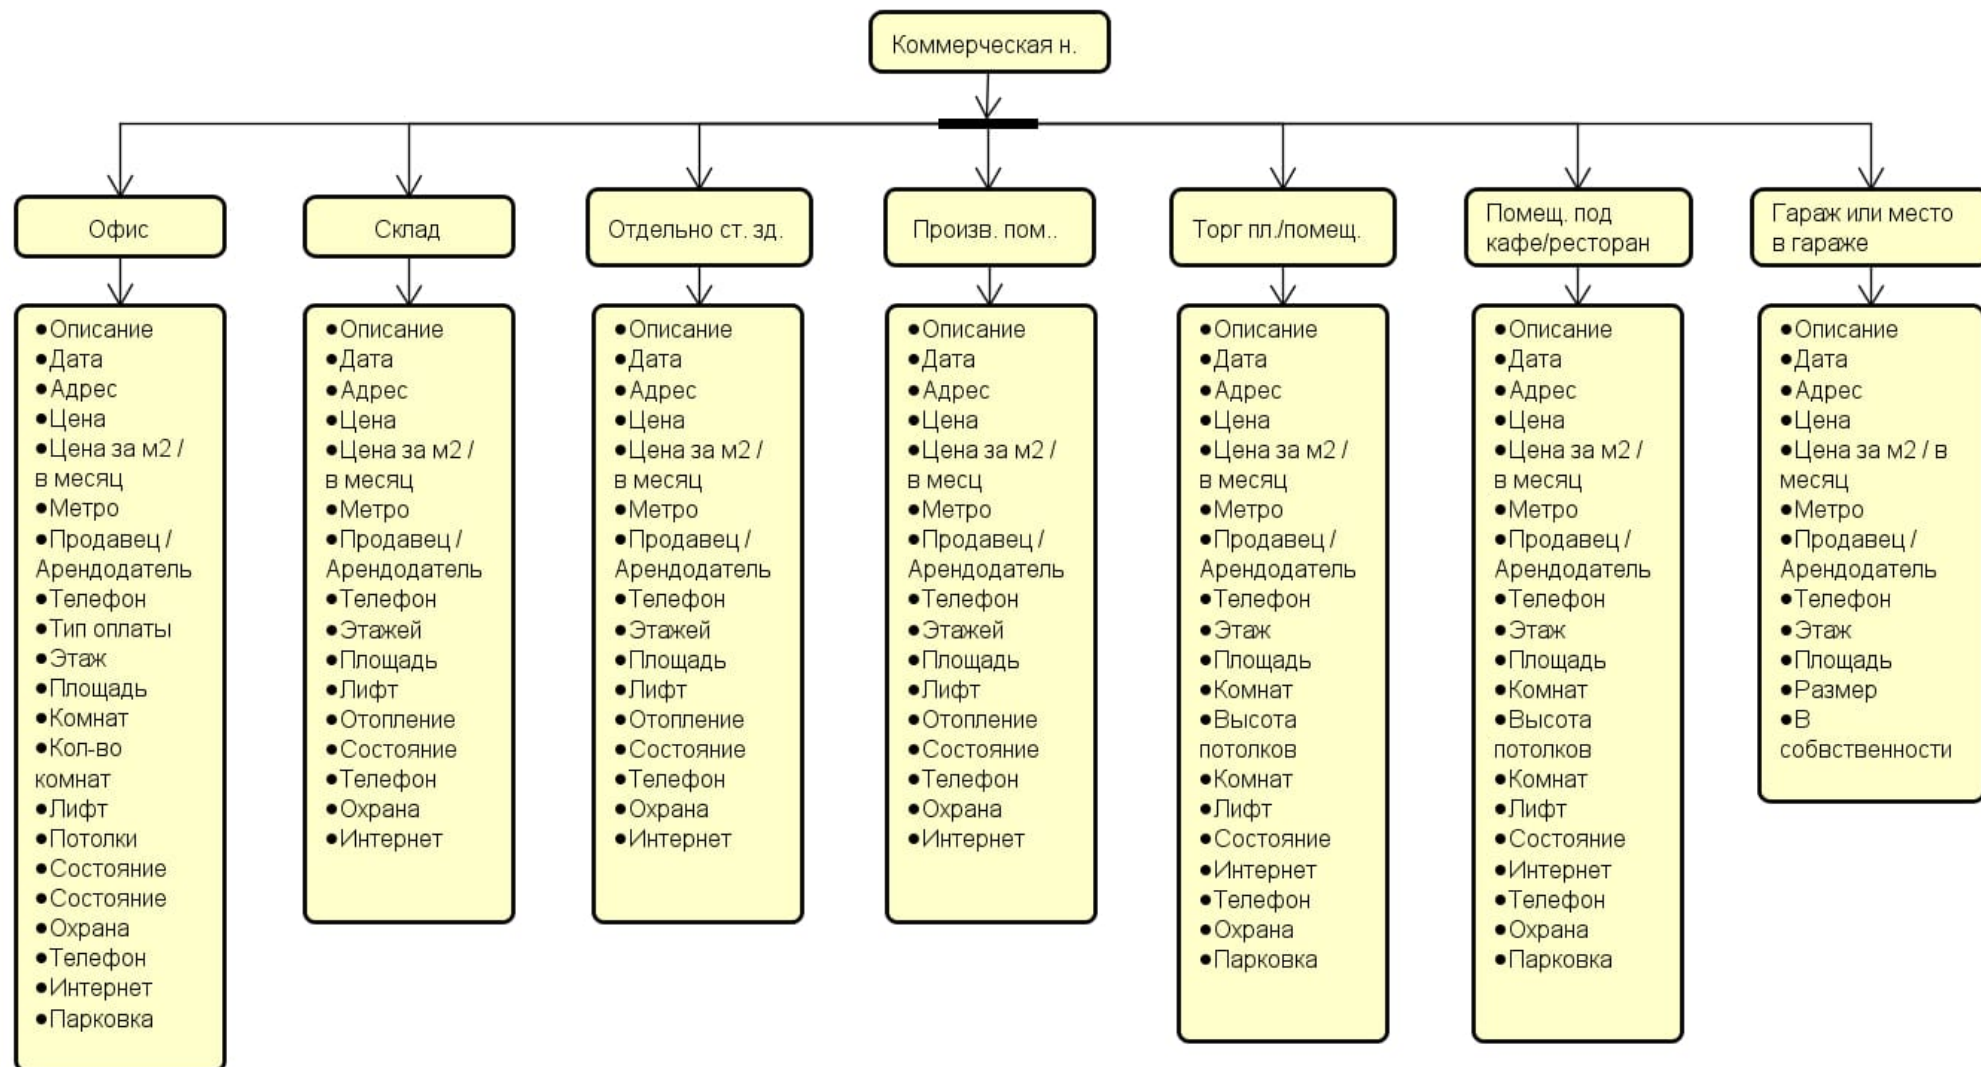 Коммерческая н.
Офис
Склад
Отдельно ст. зд.
Произв. пом..
Торг пл./помещ.
Помещ. под
кафе/ресторан
Гараж или место
в гараже
●Описание
●Дата
●Адрес
●Цена
●Цена за м2 /
в месяц
●Метро
●Продавец /
Арендодатель
●Телефон
●Тип оплаты
●Этаж
●Площадь
●Комнат
●Кол-во
комнат
●Лифт
●Потолки
●Состояние
●Состояние
●Охрана
●Телефон
●Интернет
●Парковка
●Описание
●Дата
●Адрес
●Цена
●Цена за м2 /
в месяц
●Метро
●Продавец /
Арендодатель
●Телефон
●Этажей
●Площадь
●Лифт
●Отопление
●Состояние
●Телефон
●Охрана
●Интернет
●Описание
●Дата
●Адрес
●Цена
●Цена за м2 /
в месяц
●Метро
●Продавец /
Арендодатель
●Телефон
●Этажей
●Площадь
●Лифт
●Отопление
●Состояние
●Телефон
●Охрана
●Интернет
●Описание
●Дата
●Адрес
●Цена
●Цена за м2 /
в месц
●Метро
●Продавец /
Арендодатель
●Телефон
●Этажей
●Площадь
●Лифт
●Отопление
●Состояние
●Телефон
●Охрана
●Интернет
●Описание
●Дата
●Адрес
●Цена
●Цена за м2 /
в месяц
●Метро
●Продавец /
Арендодатель
●Телефон
●Этаж
●Площадь
●Комнат
●Высота
потолков
●Комнат
●Лифт
●Состояние
●Интернет
●Телефон
●Охрана
●Парковка
●Описание
●Дата
●Адрес
●Цена
●Цена за м2 /
в месяц
●Метро
●Продавец /
Арендодатель
●Телефон
●Этаж
●Площадь
●Комнат
●Высота
потолков
●Комнат
●Лифт
●Состояние
●Интернет
●Телефон
●Охрана
●Парковка
●Описание
●Дата
●Адрес
●Цена
●Цена за м2 / в
месяц
●Метро
●Продавец /
Арендодатель
●Телефон
●Этаж
●Площадь
●Размер
●В
собвственности